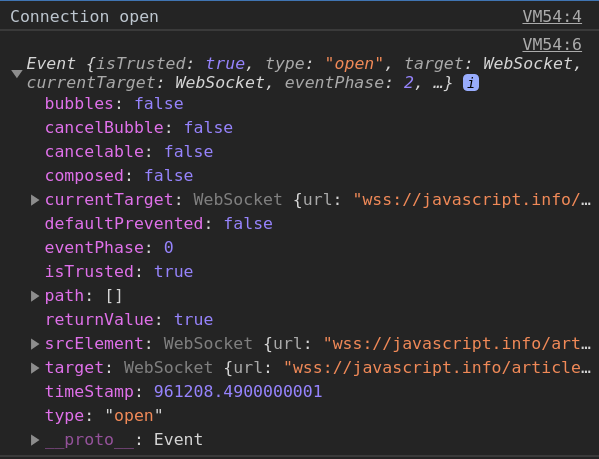 Connection open VM54:4
VM54:6
Event {isTrusted: true, type: "open", target: WebSocket,
currentTarget: WebSocket, eventPhase: 2, …} i
bubbles: false
cancelBubble: false
cancelable: false
composed: false
currentTarget: WebSocket {url: "wss://javascript.info/…
defaultPrevented: false
eventPhase: 0
isTrusted: true
path: []
returnValue: true
srcElement: WebSocket {url: "wss://javascript.info/art…
target: WebSocket {url: "wss://javascript.info/article…
timeStamp: 961208.4900000001
type: "open"
__proto__: Event